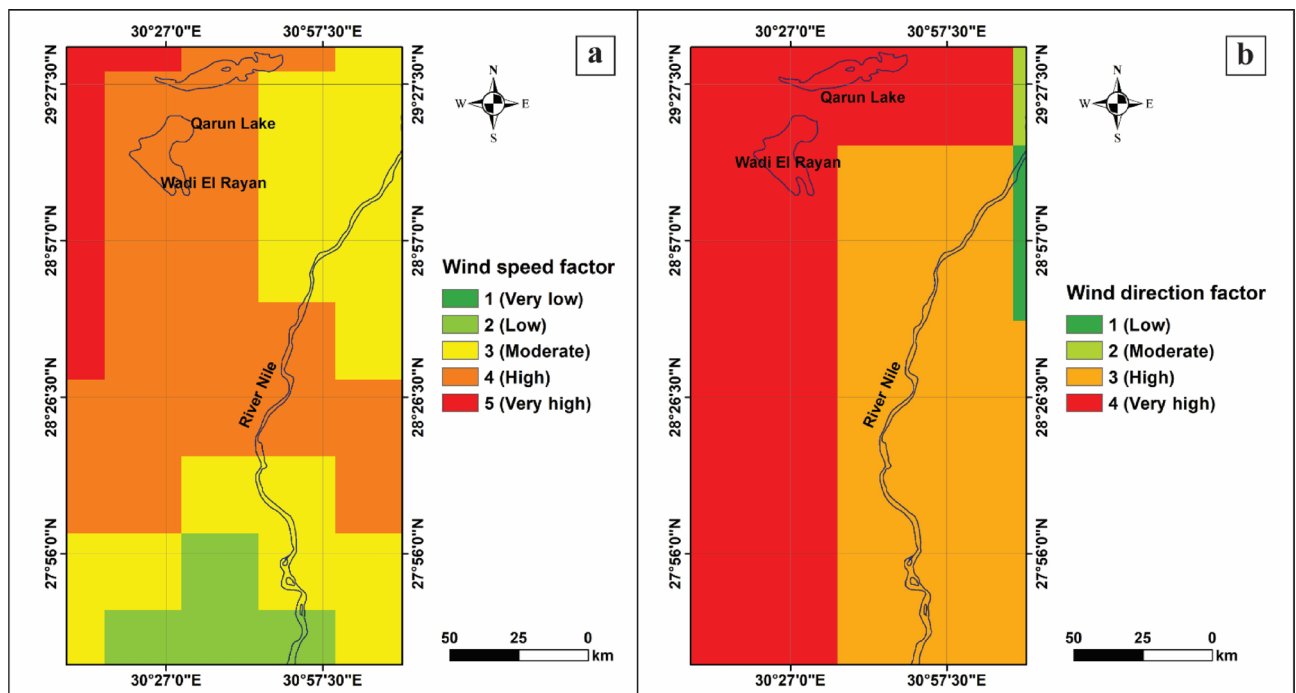 a
30°27'0"E 30°57'30"E
29°27'30"N
28°57'0"N
28°26'30"N
27°56'0"N
Qarun Lake
Wadi El Rayan
River Nile
29°27'30"N
28°57'0"N
28°26'30"N
27°56'0"N
30°27'0"E 30°57'30"E
N
W E
S
Wind speed factor
1 (Very low)
2 (Low)
3 (Moderate)
4 (High)
5 (Very high)
50 25 0
km
b
30°27'0"E 30°57'30"E
29°27'30"N
28°57'0"N
28°26'30"N
27°56'0"N
Qarun Lake
Wadi El Rayan
River Nile
29°27'30"N
28°57'0"N
28°26'30"N
27°56'0"N
30°27'0"E 30°57'30"E
N
W E
S
Wind direction factor
1 (Low)
2 (Moderate)
3 (High)
4 (Very high)
50 25 0
km